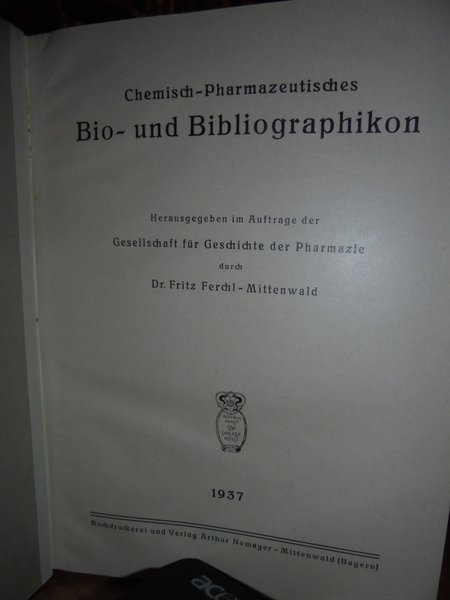 Chemisch-Pharmazeutisches
Bio- und Bibliographikon
Herausgegeben im Auftrage der
Gesellschaft für Geschichte der Pharmazie
durch
Dr. Fritz Ferchl-Mittenwald
1937
Buchdruckerei und Verlag Arthur Nemayer - Mittenwald (Bayern)